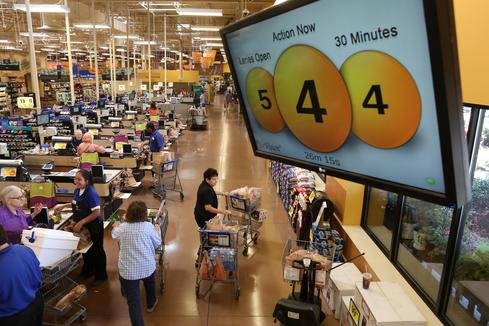 Lanes Open
Action Now
30 Minutes
5
4
4
26m 15s